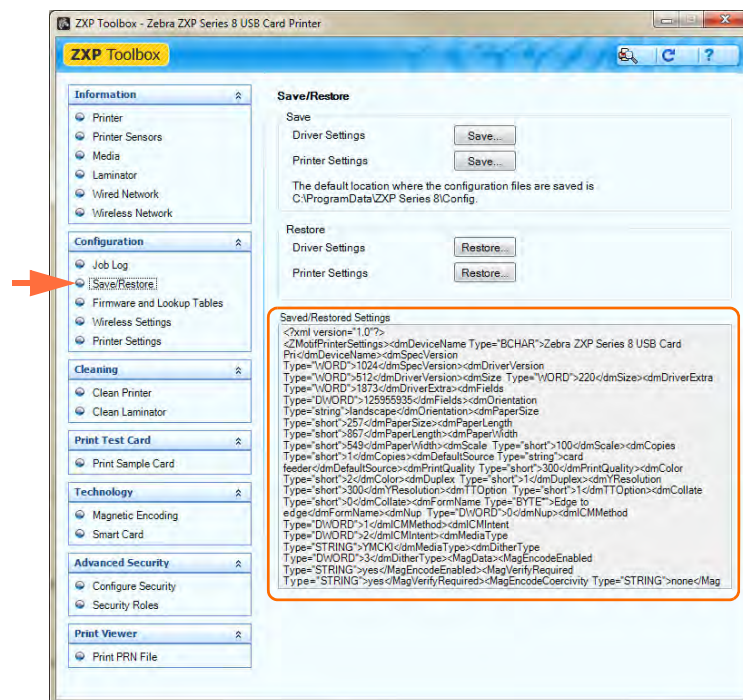 ZXP Toolbox - Zebra ZXP Series 8 USB Card Printer
ZXP Toolbox
Information
Printer
Printer Sensors
Media
Laminator
Wired Network
Wireless Network
Configuration
Job Log
Save/Restore
Firmware and Lookup Tables
Wireless Settings
Printer Settings
Cleaning
Clean Printer
Clean Laminator
Print Test Card
Print Sample Card
Technology
Magnetic Encoding
Smart Card
Advanced Security
Configure Security
Security Roles
Print Viewer
Print PRN File
Save/Restore
Save
Driver Settings Save...
Printer Settings Save...
The default location where the configuration files are saved is
C:\ProgramData\ZXP Series 8\Config.
Restore
Driver Settings Restore...
Printer Settings Restore...
Saved/Restored Settings
<?xml version="1.0"?>
<ZMotifPrinterSettings><dmDeviceName Type="BCHAR">Zebra ZXP Series 8 USB Card
Pri</dmDeviceName><dmSpecVersion
Type="WORD">1024</dmSpecVersion><dmDriverVersion
Type="WORD">512</dmDriverVersion><dmSize Type="WORD">220</dmSize><dmDriverExtra
Type="WORD">1873</dmDriverExtra><dmFields
Type="DWORD">125955935</dmFields><dmOrientation
Type="string">landscape</dmOrientation><dmPaperSize
Type="short">257</dmPaperSize><dmPaperLength
Type="short">867</dmPaperLength><dmPaperWidth
Type="short">549</dmPaperWidth><dmScale Type="short">100</dmScale><dmCopies
Type="short">1</dmCopies><dmDefaultSource Type="string">card
feeder</dmDefaultSource><dmPrintQuality Type="short">300</dmPrintQuality><dmColor
Type="short">2</dmColor><dmDuplex Type="short">1</dmDuplex><dmYResolution
Type="short">300</dmYResolution><dmTTOption Type="short">1</dmTTOption><dmCollate
Type="short">0</dmCollate><dmFormName Type="BYTE*">Edge to
edge</dmFormName><dmNup Type="DWORD">0</dmNup><dmICMMethod
Type="DWORD">1</dmICMMethod><dmICMIntent
Type="DWORD">2</dmICMIntent><dmMediaType
Type="STRING">YMCKI</dmMediaType><dmDitherType
Type="DWORD">3</dmDitherType><MagData><MagEncodeEnabled
Type="STRING">yes</MagEncodeEnabled><MagVerifyRequired
Type="STRING">yes</MagVerifyRequired><MagEncodeCoercivity Type="STRING">none</Mag